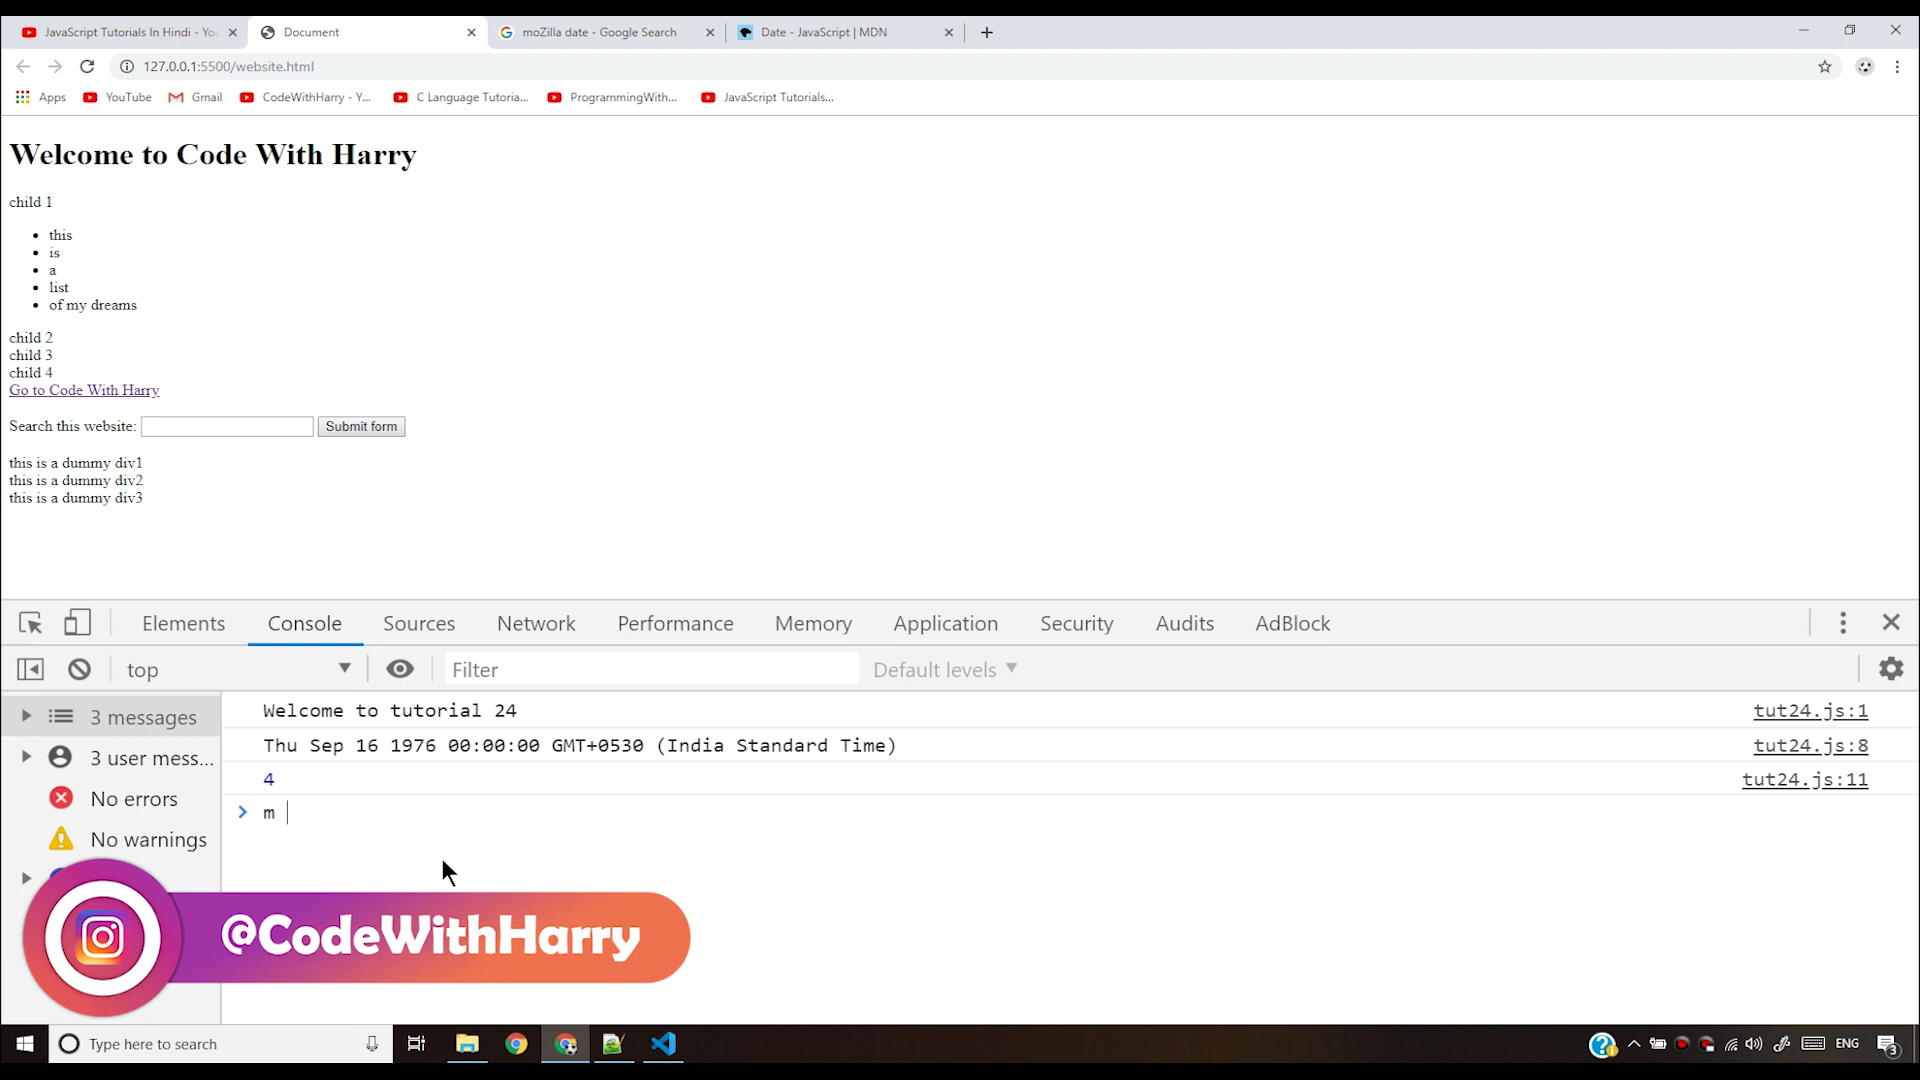 JavaScript Tutorials In Hindi - You
Document
moZilla date - Google Search
Date - JavaScript | MDN
127.0.0.1:5500/website.html
Apps
YouTube
Gmail
CodeWithHarry - Y...
C Language Tutoria...
ProgrammingWith...
JavaScript Tutorials...
Welcome to Code With Harry
child 1
• this
• is
• a
• list
• of my dreams
child 2
child 3
child 4
Go to Code With Harry
Search this website:
Submit form
this is a dummy div1
this is a dummy div2
this is a dummy div3
Elements
Console
Sources
Network
Performance
Memory
Application
Security
Audits
AdBlock
top
Filter
Default levels
3 messages
3 user mess...
No errors
No warnings
Welcome to tutorial 24
tut24.js:1
Thu Sep 16 1976 00:00:00 GMT+0530 (India Standard Time)
tut24.js:8
4
tut24.js:11
> m
@CodeWithHarry
Type here to search
ENG
3